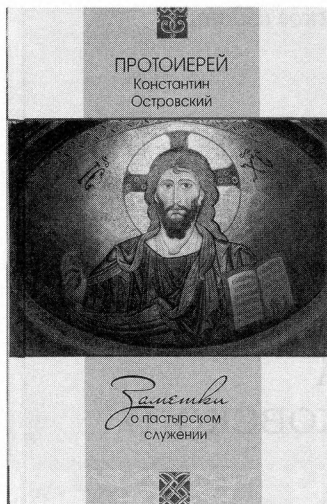 ПРОТОИЕРЕЙ
Константин
Островский
Заметки
о пастырском
служении